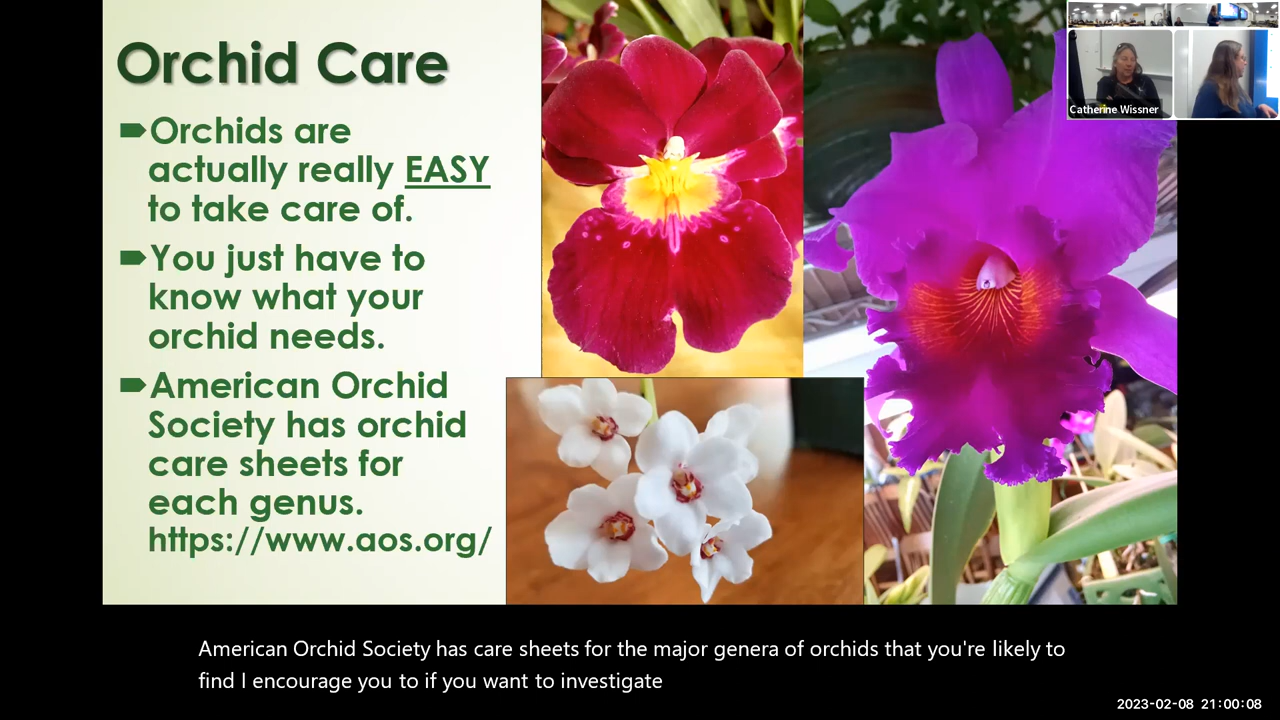 Orchid Care
Orchids are
actually really EASY
to take care of.
You just have to
know what your
orchid needs.
American Orchid
Society has orchid
care sheets for
each genus.
https://www.aos.org/
Catherine Wissner
American Orchid Society has care sheets for the major genera of orchids that you're likely to
find I encourage you to if you want to investigate
2023-02-08 21:00:08